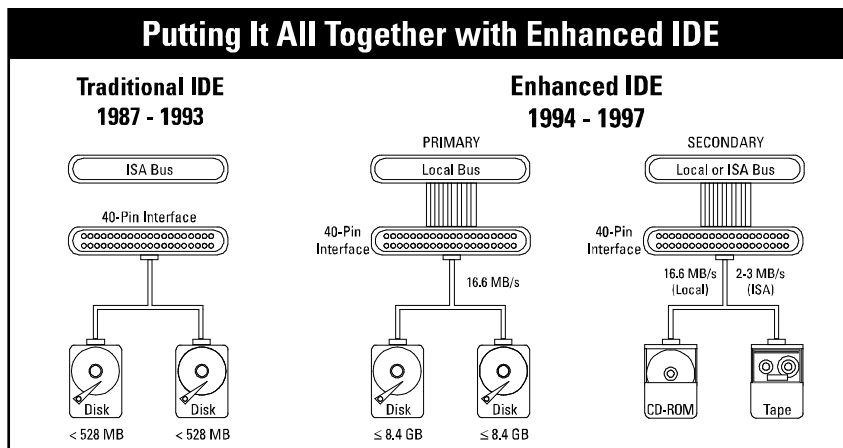 Putting It All Together with Enhanced IDE
Traditional IDE
1987 - 1993
ISA Bus
40-Pin Interface
Disk
< 528 MB
Disk
< 528 MB
Enhanced IDE
1994 - 1997
PRIMARY
Local Bus
40-Pin
Interface
16.6 MB/s
Disk
≤ 8.4 GB
Disk
≤ 8.4 GB
SECONDARY
Local or ISA Bus
40-Pin
Interface
16.6 MB/s
(Local)
2-3 MB/s
(ISA)
CD-ROM
Tape